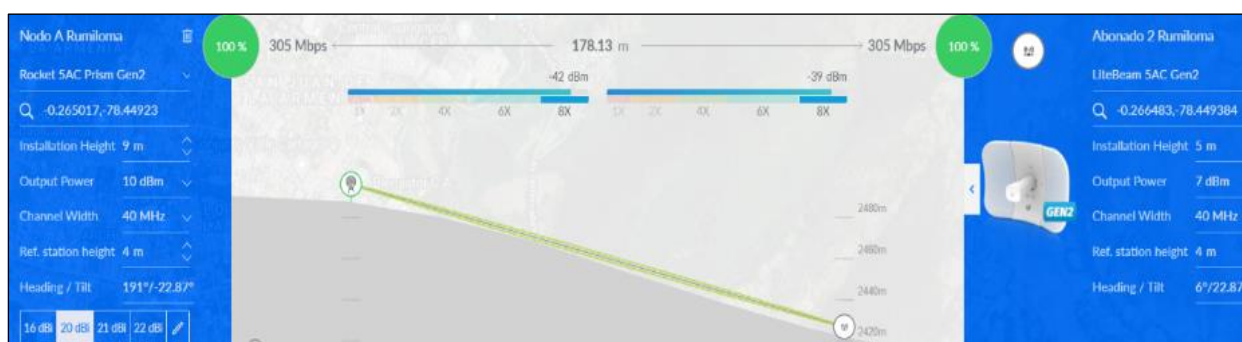 Nodo A Rumiloma
Rocket 5AC Prism Gen2
-0.265017,-78.44923
Installation Height 9 m
Output Power 10 dBm
Channel Width 40 MHz
Ref. station height 4 m
Heading / Tilt 191°/-22.87°
16 dBi 20 dBi 21 dBi 22 dBi
100 % 305 Mbps 178.13 m 305 Mbps 100 %
-42 dBm -39 dBm
1X 2X 4X 6X 8X 1X 2X 4X 6X 8X
2480m
2460m
2440m
2420m
GEN2
Abonado 2 Rumiloma
LiteBeam 5AC Gen2
-0.266483,-78.449384
Installation Height 5 m
Output Power 7 dBm
Channel Width 40 MHz
Ref. station height 4 m
Heading / Tilt 6°/22.87